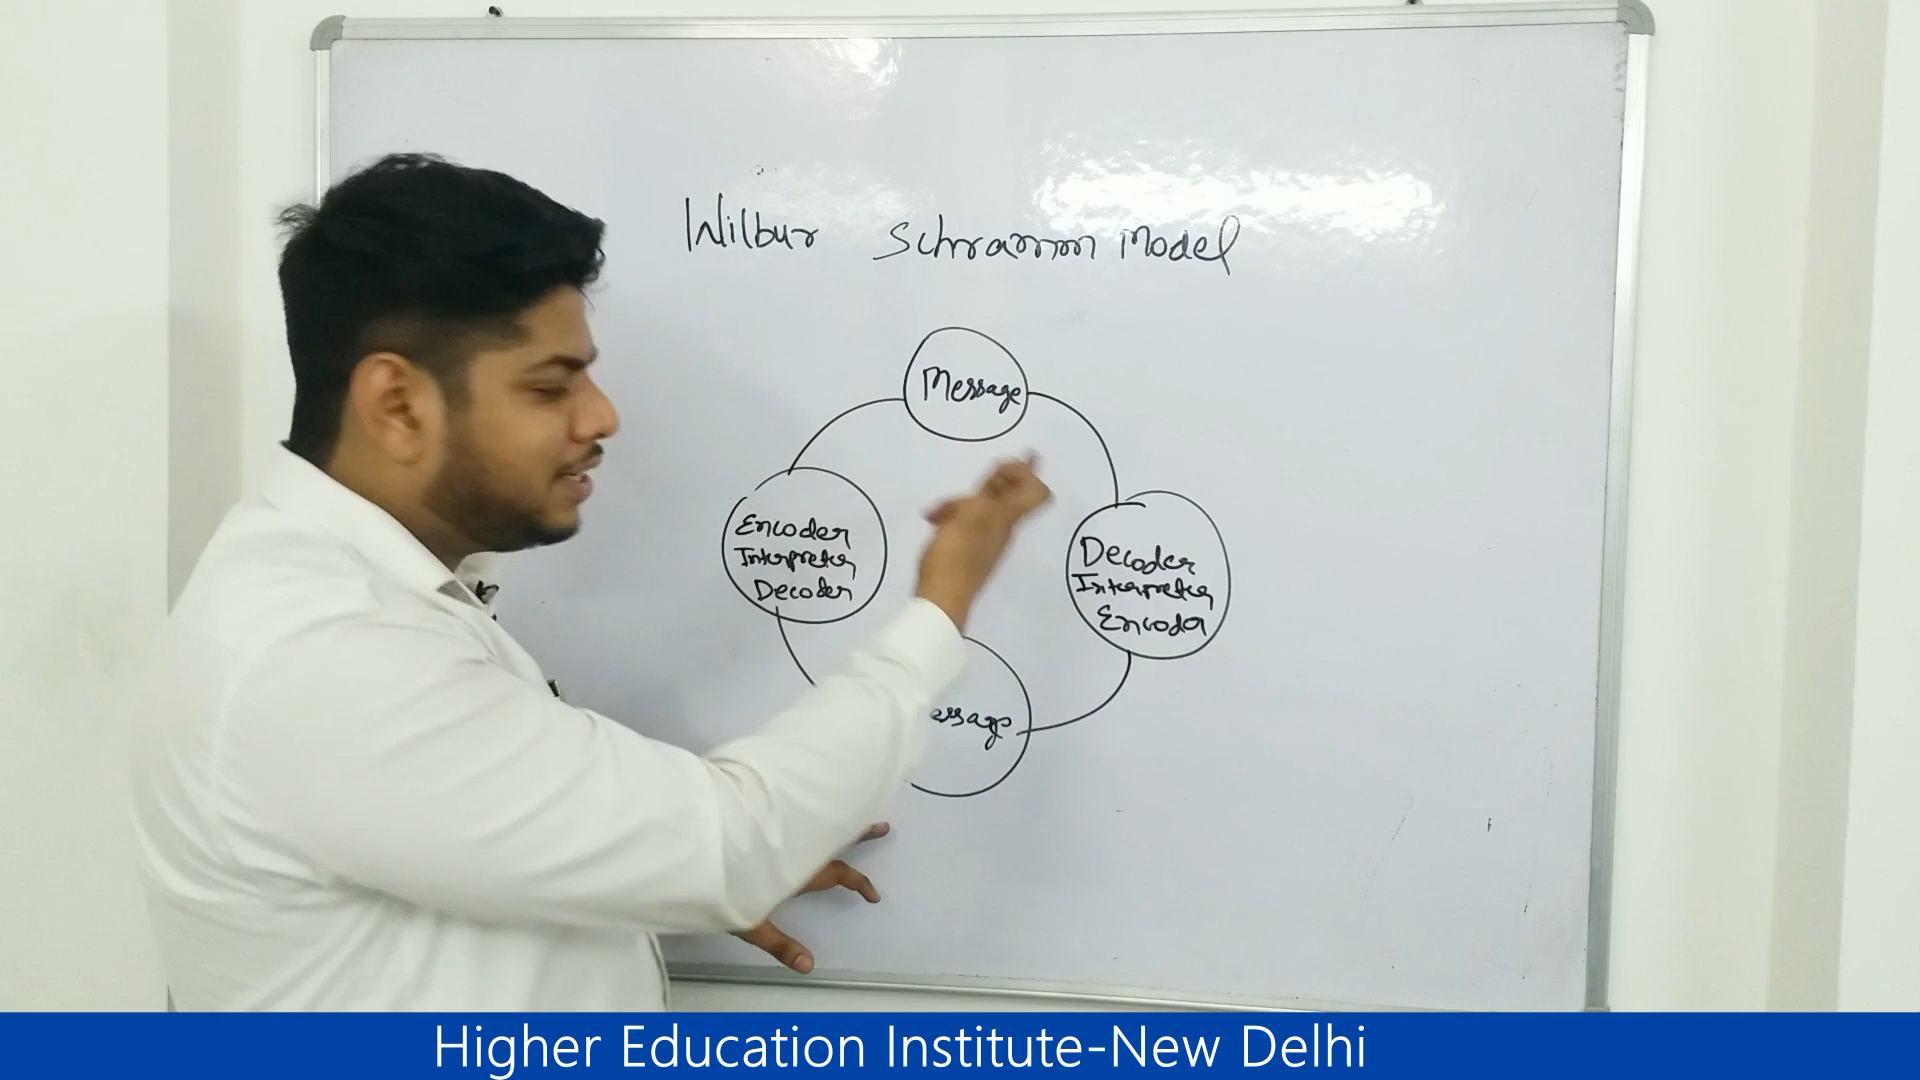 Wilbur Schramm Model
Message
Encoder
Interpreter
Decoder
Decoder
Interpreter
Encoder
essage
Higher Education Institute-New Delhi